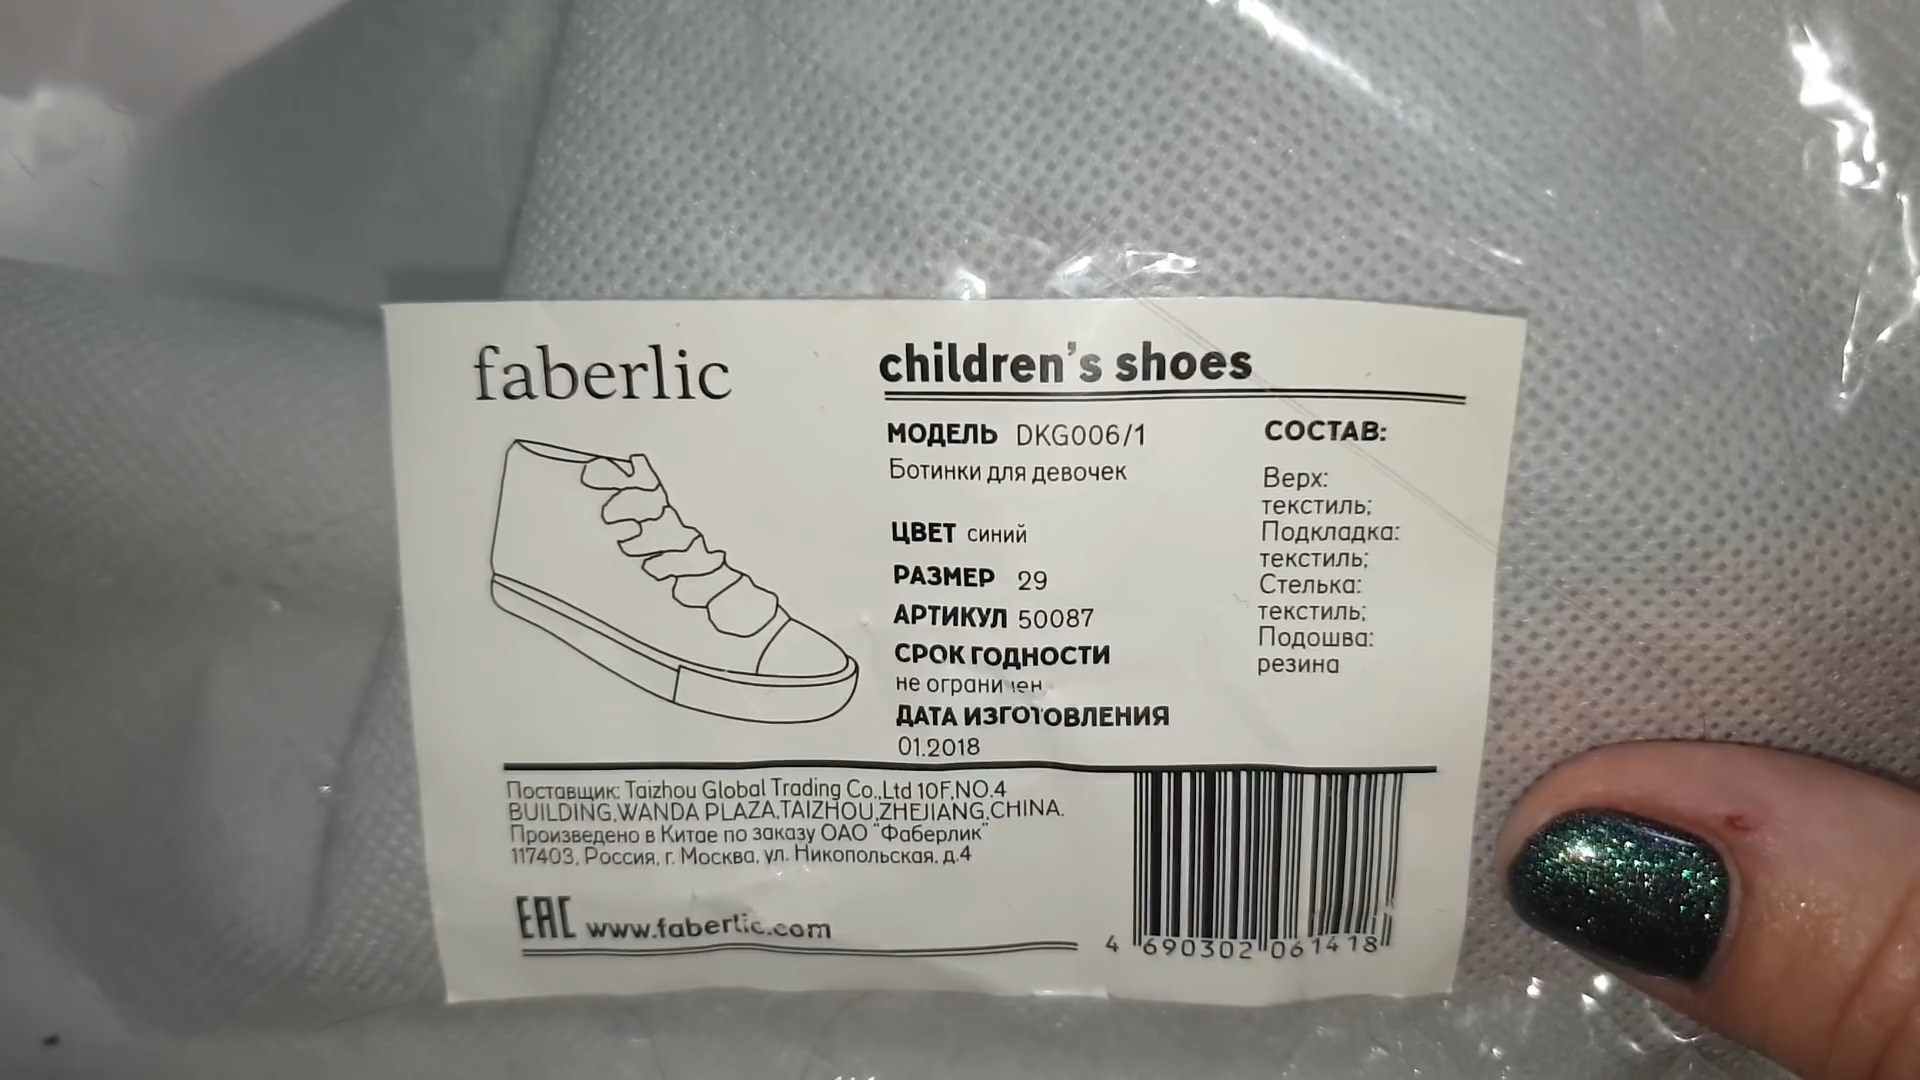 faberlic
children's shoes
МОДЕЛЬ DKG006/1
Ботинки для девочек
ЦВЕТ синий
РАЗМЕР 29
АРТИКУЛ 50087
СРОК ГОДНОСТИ
не ограничен
ДАТА ИЗГОТОВЛЕНИЯ
01.2018
СОСТАВ:
Верх:
текстиль;
Подкладка:
текстиль;
Стелька:
текстиль;
Подошва:
резина
Поставщик: Taizhou Global Trading Co.,Ltd 10F,NO.4
BUILDING,WANDA PLAZA,TAIZHOU,ZHEJIANG,CHINA.
Произведено в Китае по заказу ОАО "Фаберлик"
117403, Россия, г. Москва, ул. Никопольская, д.4
EAC www.faberlic.com
4 690302 061418